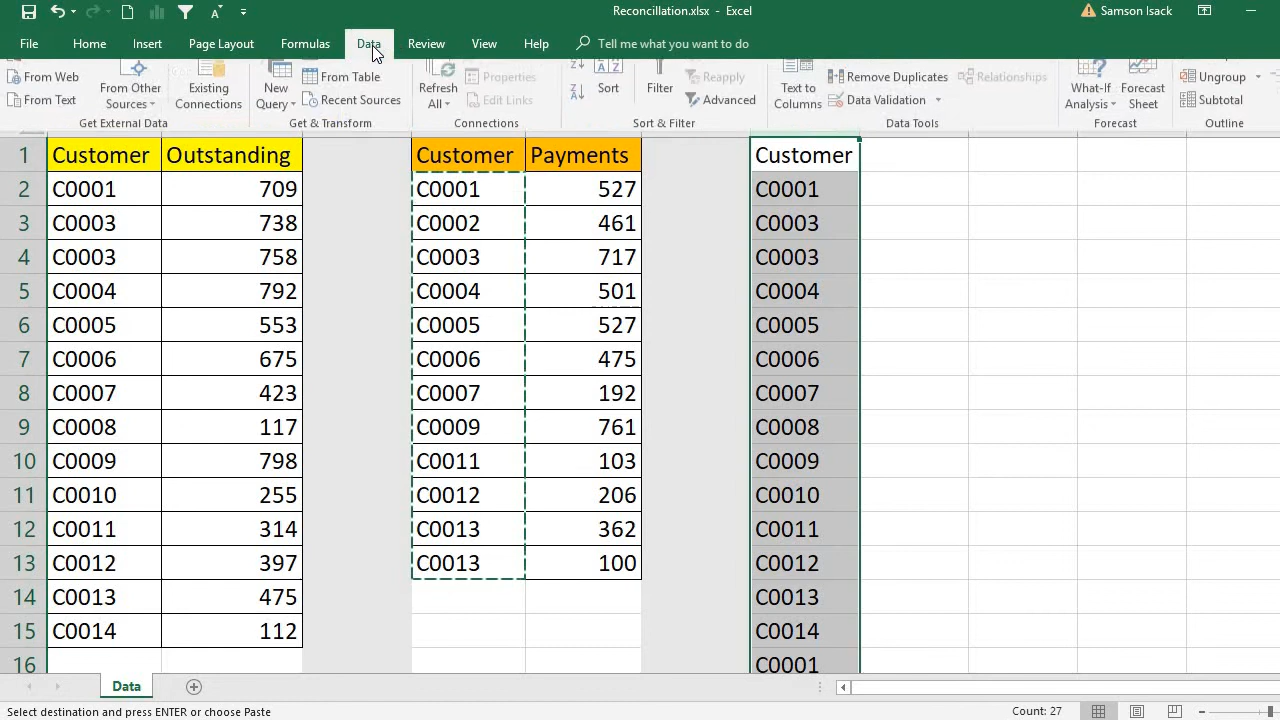 Reconcillation.xlsx - Excel
Samson Isack
File Home Insert Page Layout Formulas Data Review View Help Tell me what you want to do
From Web
From Text
From Other Sources
Existing Connections
Get External Data
New Query
From Table
Recent Sources
Get & Transform
Refresh All
Properties
Edit Links
Connections
Sort
Filter
Reapply
Advanced
Sort & Filter
Text to Columns
Remove Duplicates
Data Validation
Relationships
Data Tools
What-If Analysis
Forecast Sheet
Forecast
Ungroup
Subtotal
Outline
1 Customer Outstanding Customer Payments Customer
2 C0001 709 C0001 527 C0001
3 C0003 738 C0002 461 C0003
4 C0003 758 C0003 717 C0003
5 C0004 792 C0004 501 C0004
6 C0005 553 C0005 527 C0005
7 C0006 675 C0006 475 C0006
8 C0007 423 C0007 192 C0007
9 C0008 117 C0009 761 C0008
10 C0009 798 C0011 103 C0009
11 C0010 255 C0012 206 C0010
12 C0011 314 C0013 362 C0011
13 C0012 397 C0013 100 C0012
14 C0013 475 C0013
15 C0014 112 C0014
16 C0001
Data
Select destination and press ENTER or choose Paste
Count: 27